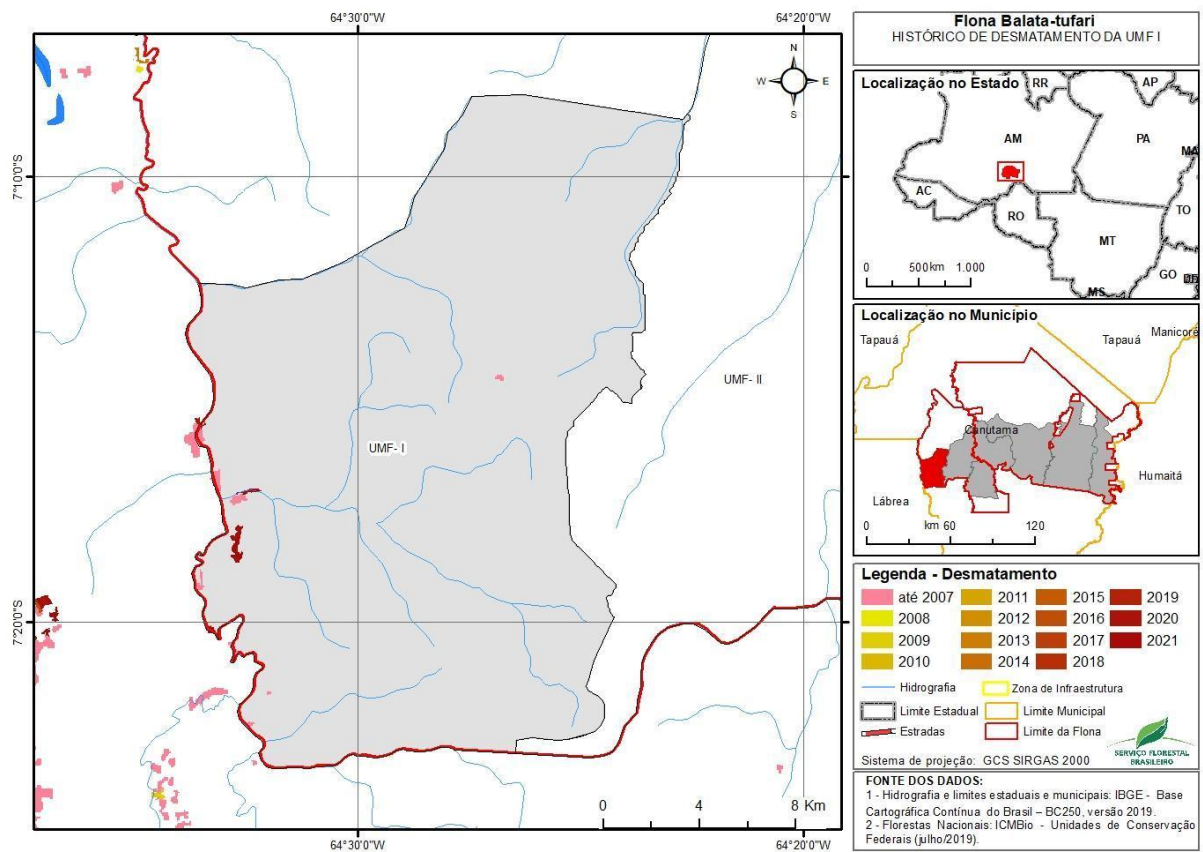 64°30'0"W
64°20'0"W
7°10'0"S
7°20'0"S
N
W
E
S
UMF- I
UMF- II
0 4 8 Km
64°30'0"W
64°20'0"W
Flona Balata-tufari
HISTÓRICO DE DESMATAMENTO DA UMF I
Localização no Estado
RR
AP
AM
PA
MA
AC
RO
TO
MT
GO
MS
0 500 km 1.000
Localização no Município
Tapauá
Tapauá
Manicoré
Canutama
Humaitá
Lábrea
0 km 60 120
Legenda - Desmatamento
até 2007
2008
2009
2010
2011
2012
2013
2014
2015
2016
2017
2018
2019
2020
2021
Hidrografia
Zona de Infraestrutura
Limite Estadual
Limite Municipal
Estradas
Limite da Flona
SERVIÇO FLORESTAL
BRASILEIRO
Sistema de projeção: GCS SIRGAS 2000
FONTE DOS DADOS:
1 - Hidrografia e limites estaduais e municipais: IBGE - Base
Cartográfica Contínua do Brasil – BC250, versão 2019.
2 - Florestas Nacionais: ICMBio - Unidades de Conservação
Federais (julho/2019).